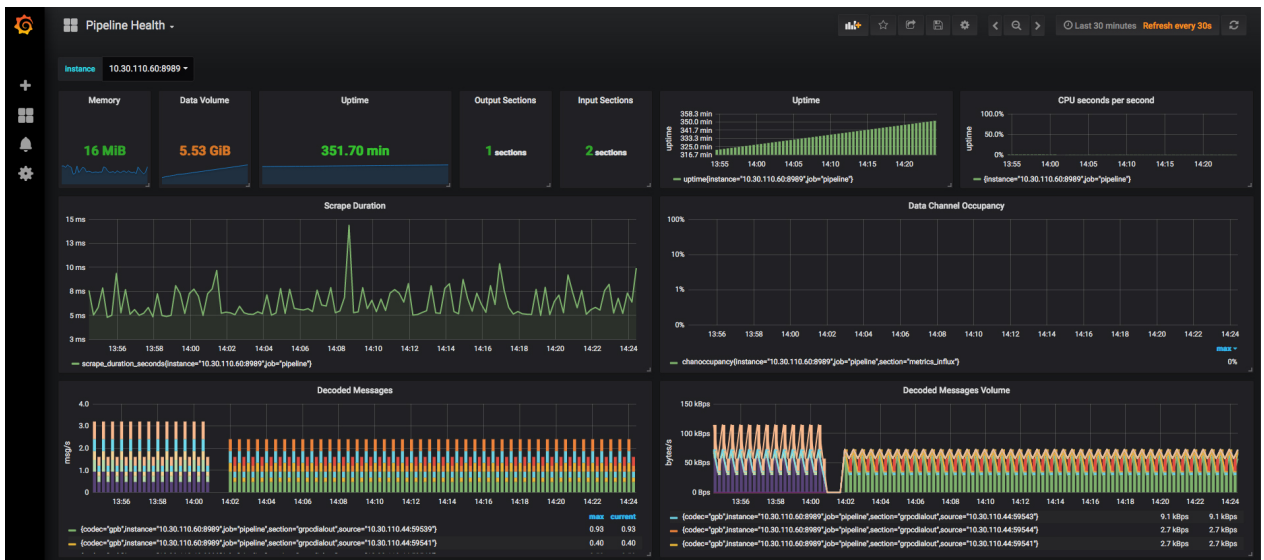 Pipeline Health
Last 30 minutes Refresh every 30s
Instance 10.30.110.60:8989
Memory
16 MiB
Data Volume
5.53 GiB
Uptime
351.70 min
Output Sections
1 sections
Input Sections
2 sections
Uptime
uptime
358.3 min
350.0 min
341.7 min
333.3 min
325.0 min
316.7 min
13:55 14:00 14:05 14:10 14:15 14:20
uptime{instance="10.30.110.60:8989",job="pipeline"}
CPU seconds per second
uptime
100.0%
50.0%
0%
13:55 14:00 14:05 14:10 14:15 14:20
{instance="10.30.110.60:8989",job="pipeline"}
Scrape Duration
15 ms
13 ms
10 ms
8 ms
5 ms
3 ms
13:56 13:58 14:00 14:02 14:04 14:06 14:08 14:10 14:12 14:14 14:16 14:18 14:20 14:22 14:24
scrape_duration_seconds{instance="10.30.110.60:8989",job="pipeline"}
Data Channel Occupancy
100%
10%
1%
0%
13:56 13:58 14:00 14:02 14:04 14:06 14:08 14:10 14:12 14:14 14:16 14:18 14:20 14:22 14:24
max
chanoccupancy{instance="10.30.110.60:8989",job="pipeline",section="metrics_influx"} 0%
Decoded Messages
msg/s
4.0
3.0
2.0
1.0
0
13:56 13:58 14:00 14:02 14:04 14:06 14:08 14:10 14:12 14:14 14:16 14:18 14:20 14:22 14:24
max current
{codec="gpb",instance="10.30.110.60:8989",job="pipeline",section="grpcdialout",source="10.30.110.44:59539"} 0.93 0.93
{codec="gpb",instance="10.30.110.60:8989",job="pipeline",section="grpcdialout",source="10.30.110.44:59541"} 0.40 0.40
Decoded Messages Volume
bytes/s
150 kBps
100 kBps
50 kBps
0 Bps
13:56 13:58 14:00 14:02 14:04 14:06 14:08 14:10 14:12 14:14 14:16 14:18 14:20 14:22 14:24
{codec="gpb",instance="10.30.110.60:8989",job="pipeline",section="grpcdialout",source="10.30.110.44:59543"} 9.1 kBps 9.1 kBps
{codec="gpb",instance="10.30.110.60:8989",job="pipeline",section="grpcdialout",source="10.30.110.44:59544"} 2.7 kBps 2.7 kBps
{codec="gpb",instance="10.30.110.60:8989",job="pipeline",section="grpcdialout",source="10.30.110.44:59541"} 2.7 kBps 2.7 kBps